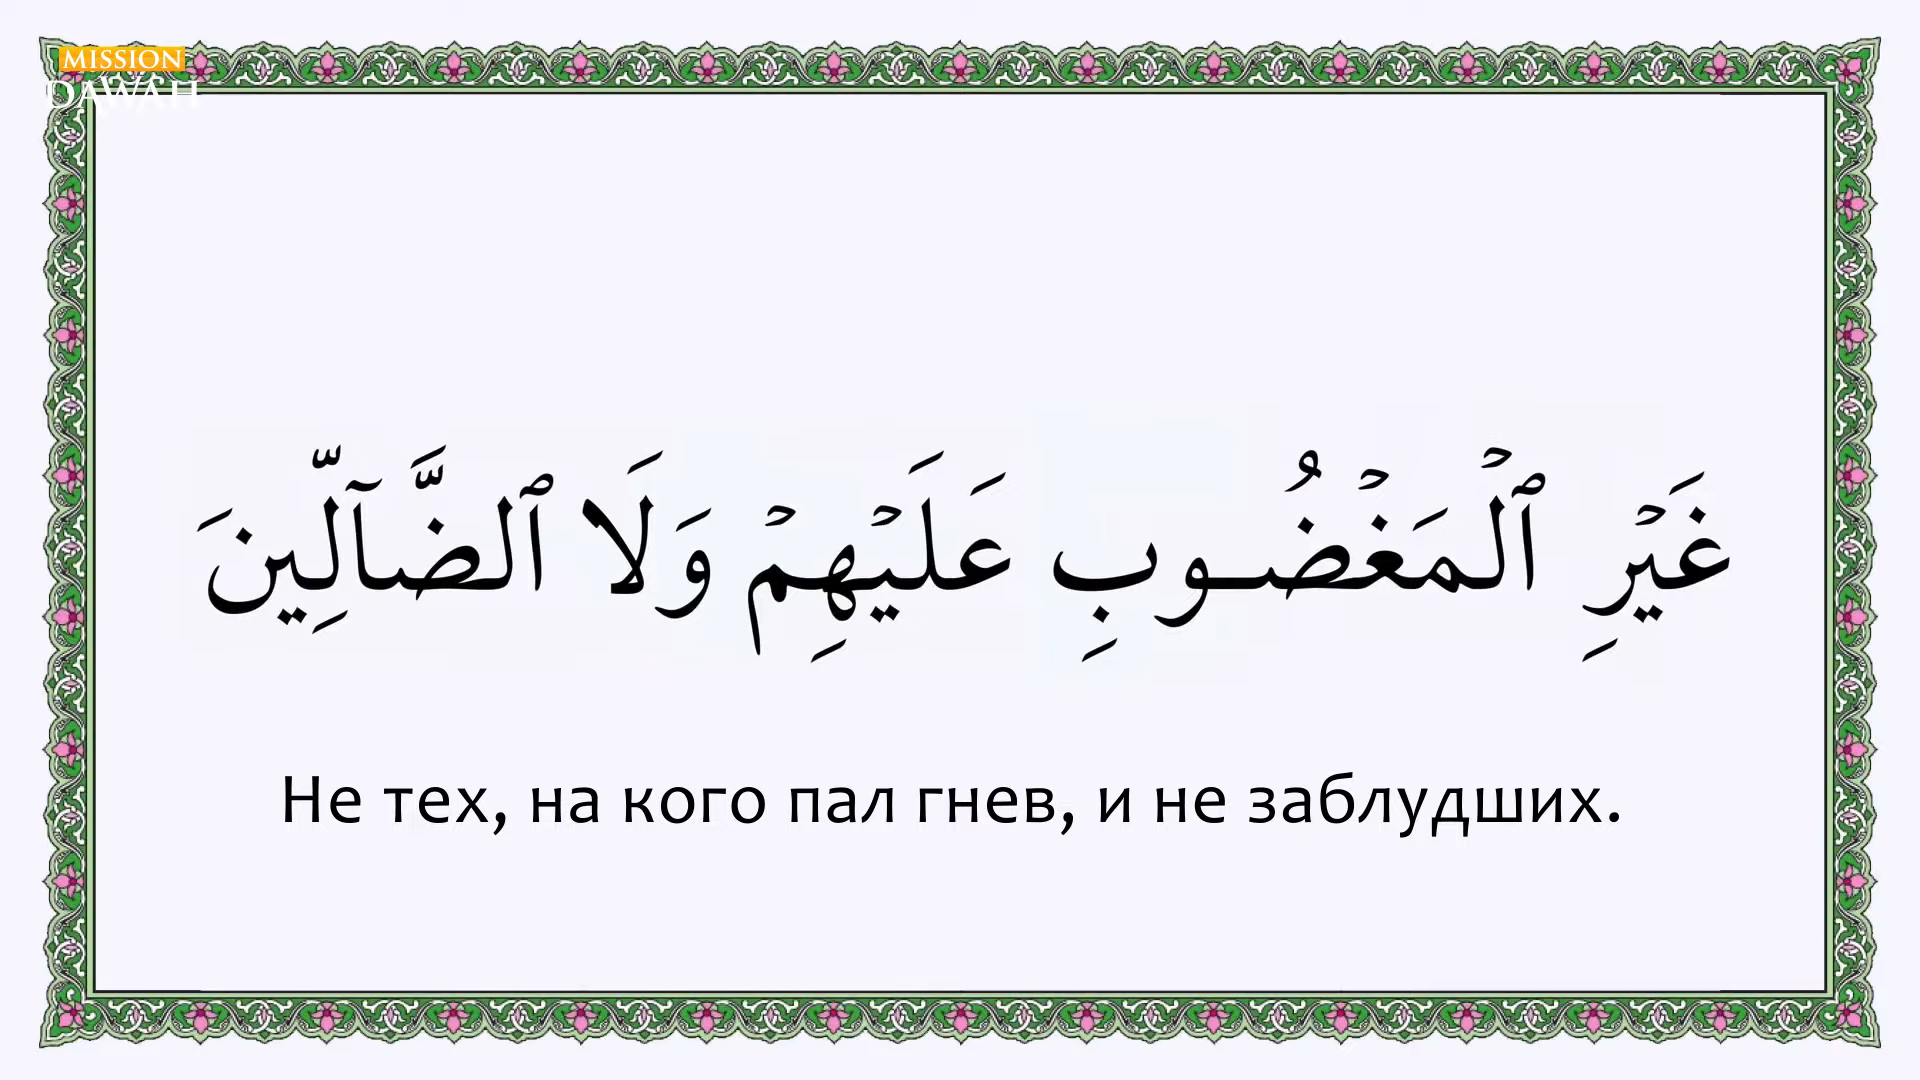 MISSION
DAWAH
غَيْرِ ٱلْمَغْضُوبِ عَلَيْهِمْ وَلَا ٱلضَّآلِّينَ
Не тех, на кого пал гнев, и не заблудших.